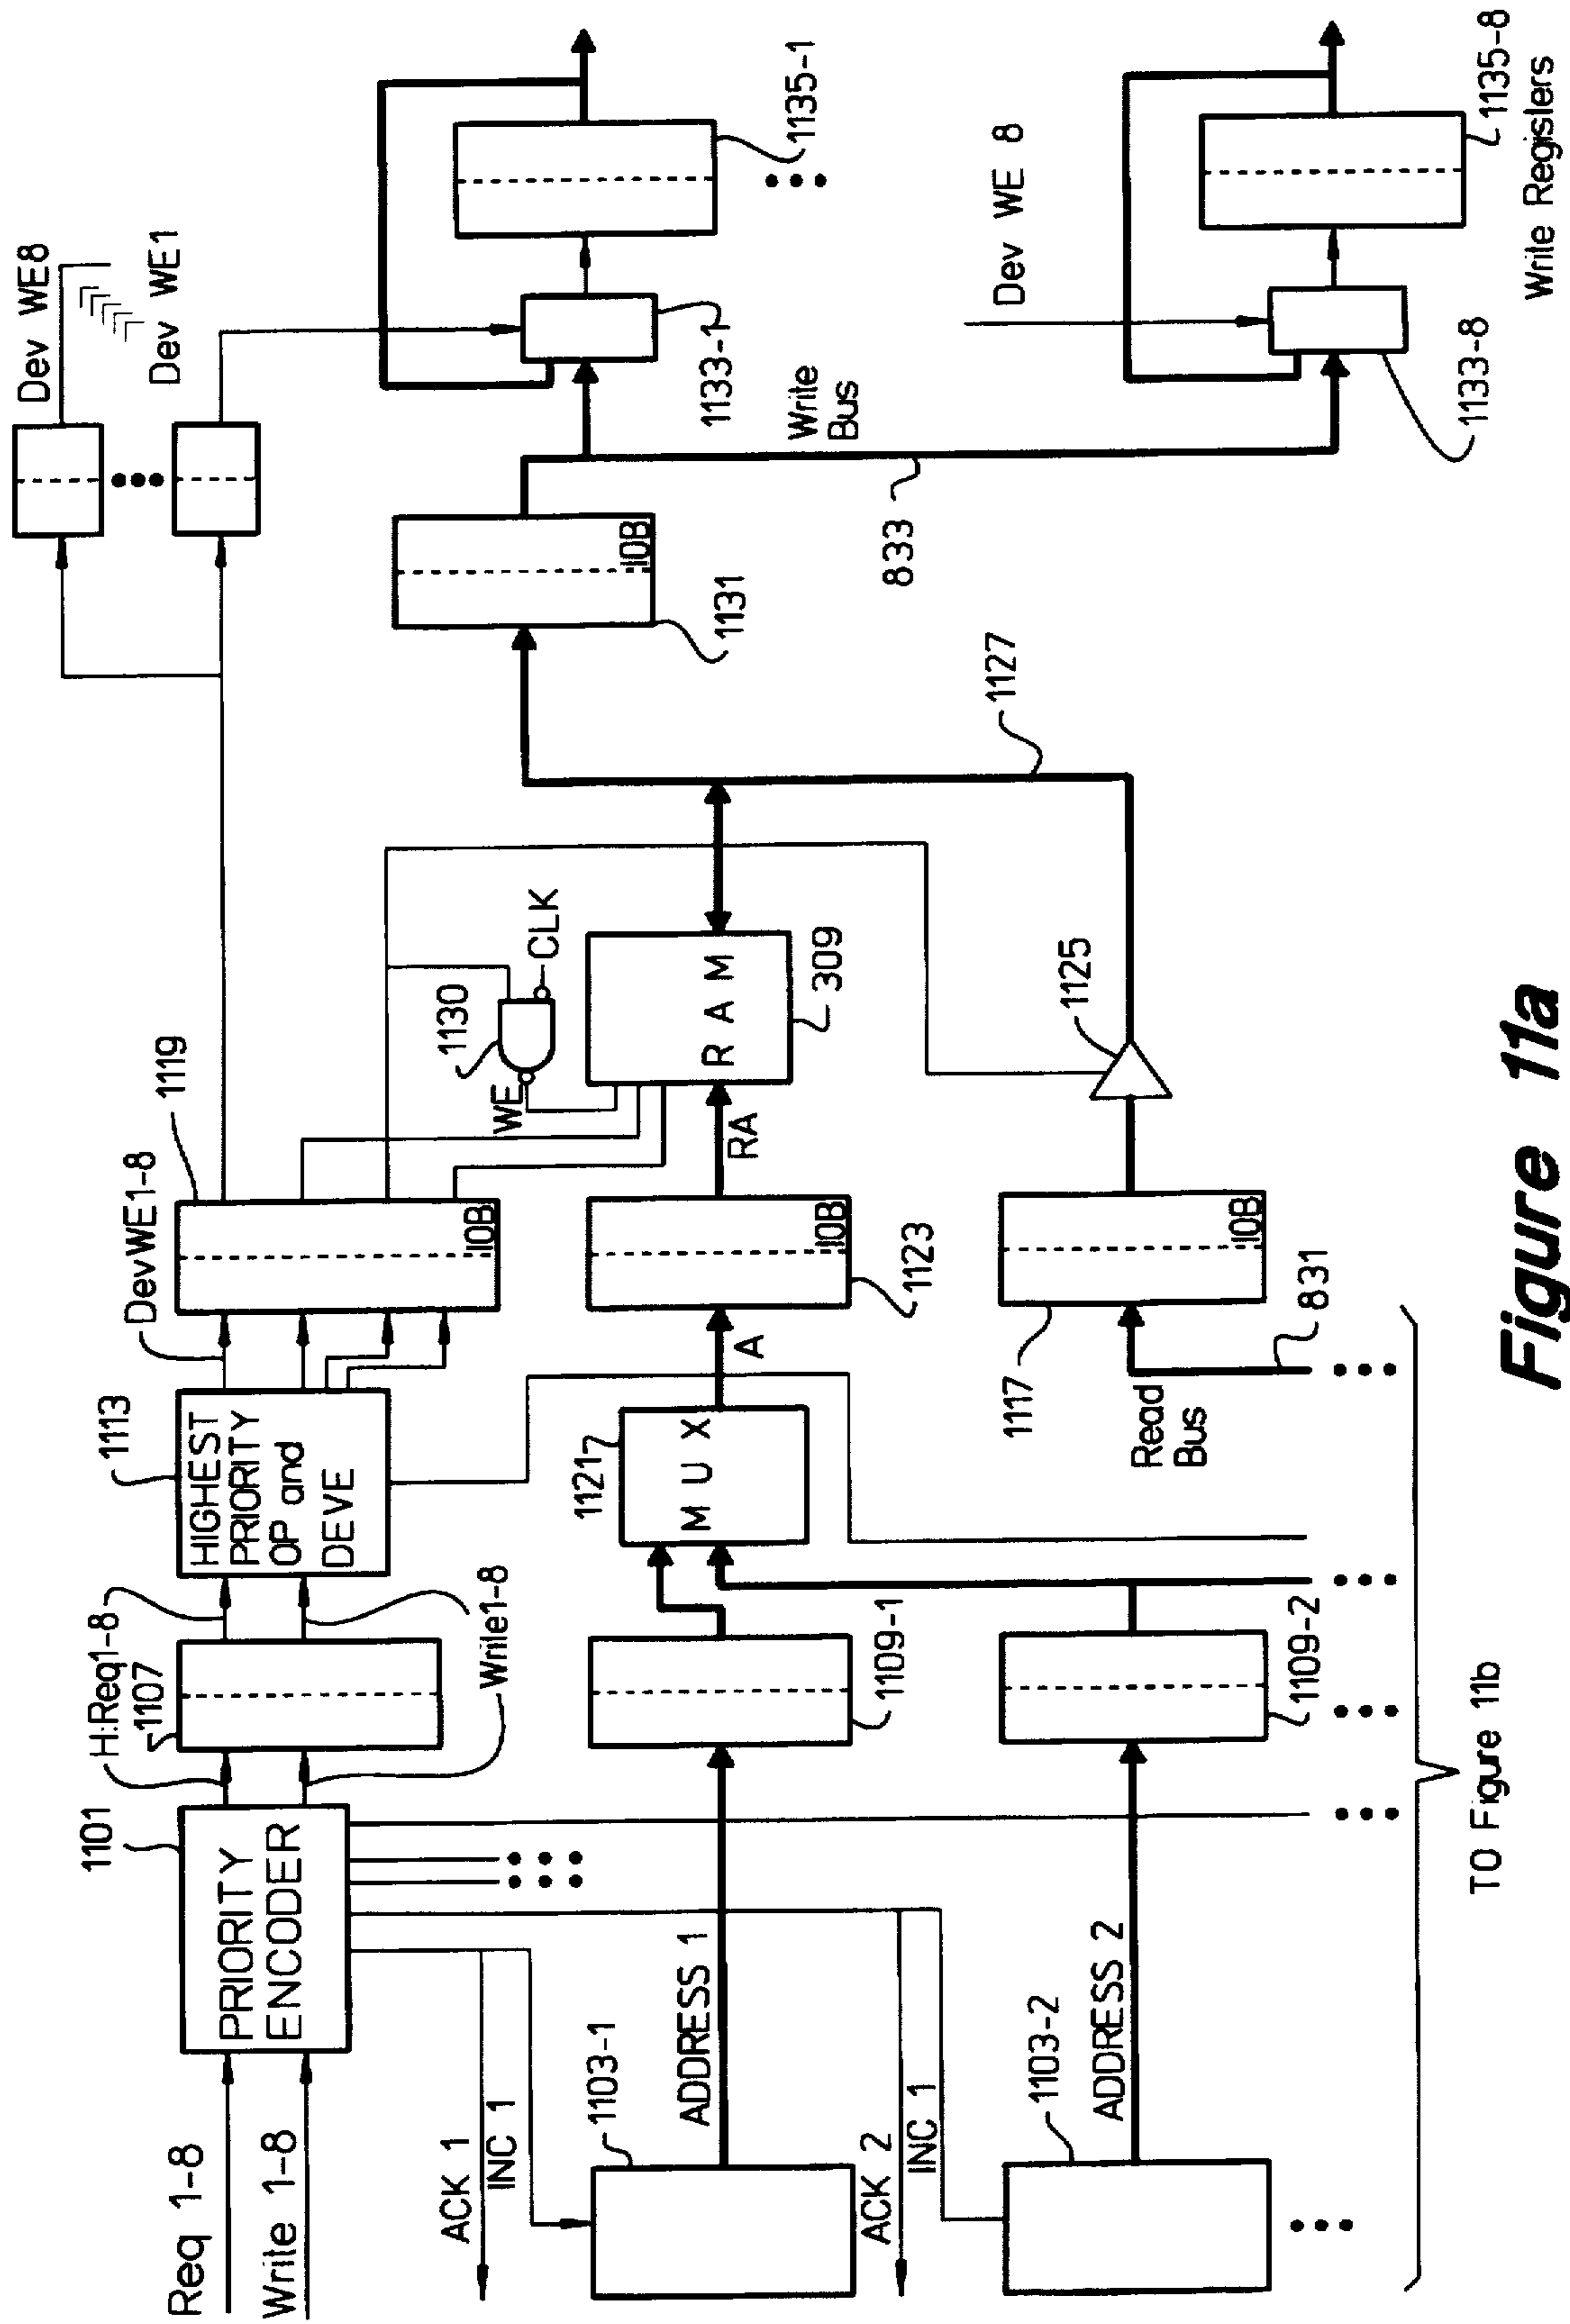 Req 1-8
Write 1-8
1101
PRIORITY
ENCODER
H:Req1-8
1107
Write1-8
1113
HIGHEST
PRIORITY
OP and
DEVE
DevWE1-8
1119
IOB
Dev WE8
Dev WE1
ACK 1
INC 1
1103-1
ADDRESS 1
1109-1
1121
MUX
A
1123
IOB
RA
WE
1130
CLK
RAM
309
1131
IOB
1133-1
1135-1
Write
Bus
833
ACK 2
INC 1
1103-2
ADDRESS 2
1109-2
Read
Bus
831
1117
IOB
1125
1127
Dev WE 8
1133-8
1135-8
Write Registers
TO Figure 11b
Figure 11a